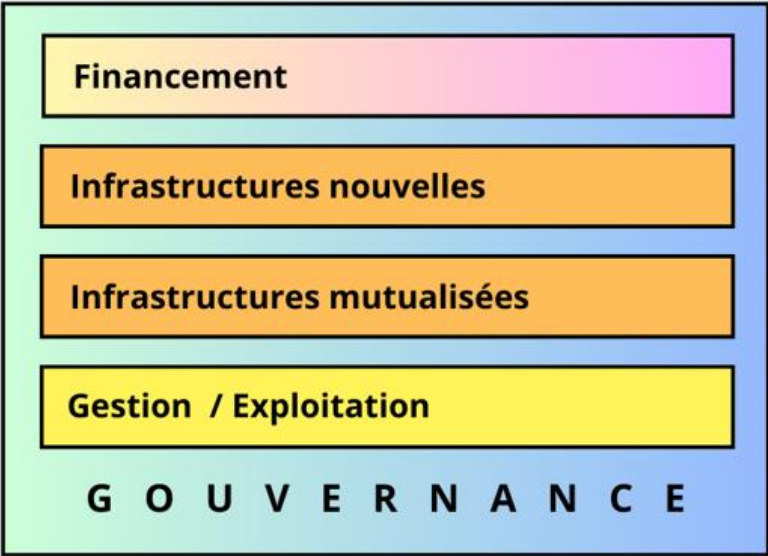 Financement
Infrastructures nouvelles
Infrastructures mutualisées
Gestion / Exploitation
G O U V E R N A N C E